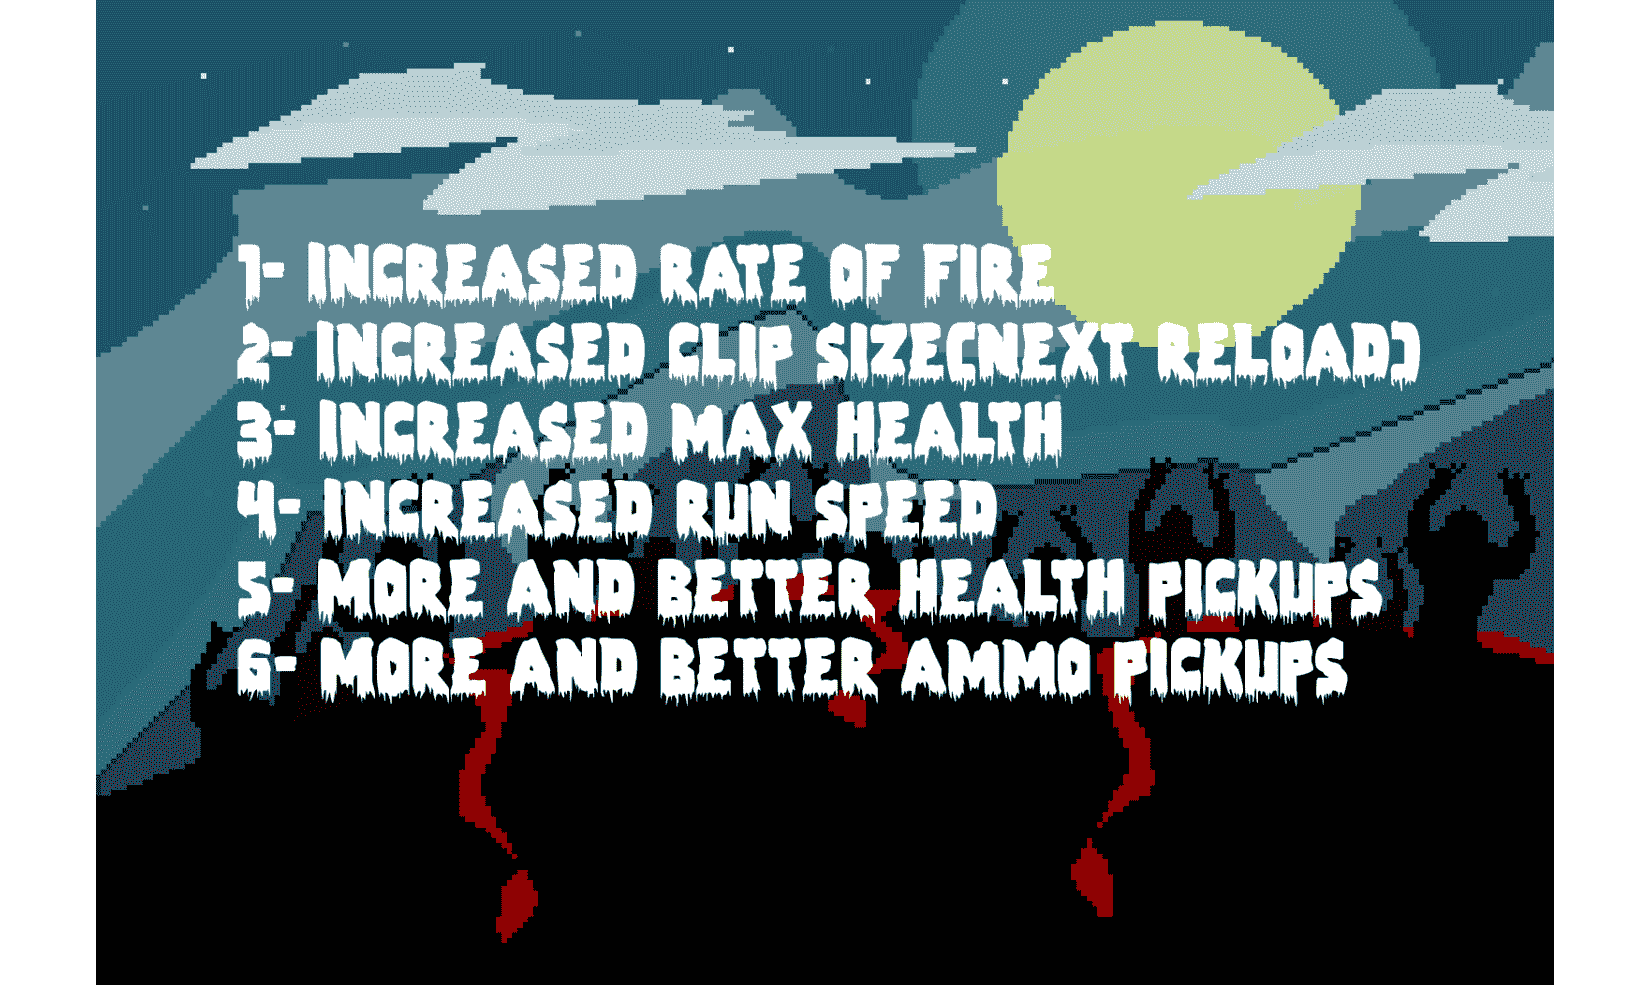 1- INCREASED RATE OF FIRE
2- INCREASED CLIP SIZE(NEXT RELOAD)
3- INCREASED MAX HEALTH
4- INCREASED RUN SPEED
5- MORE AND BETTER HEALTH PICKUPS
6- MORE AND BETTER AMMO PICKUPS